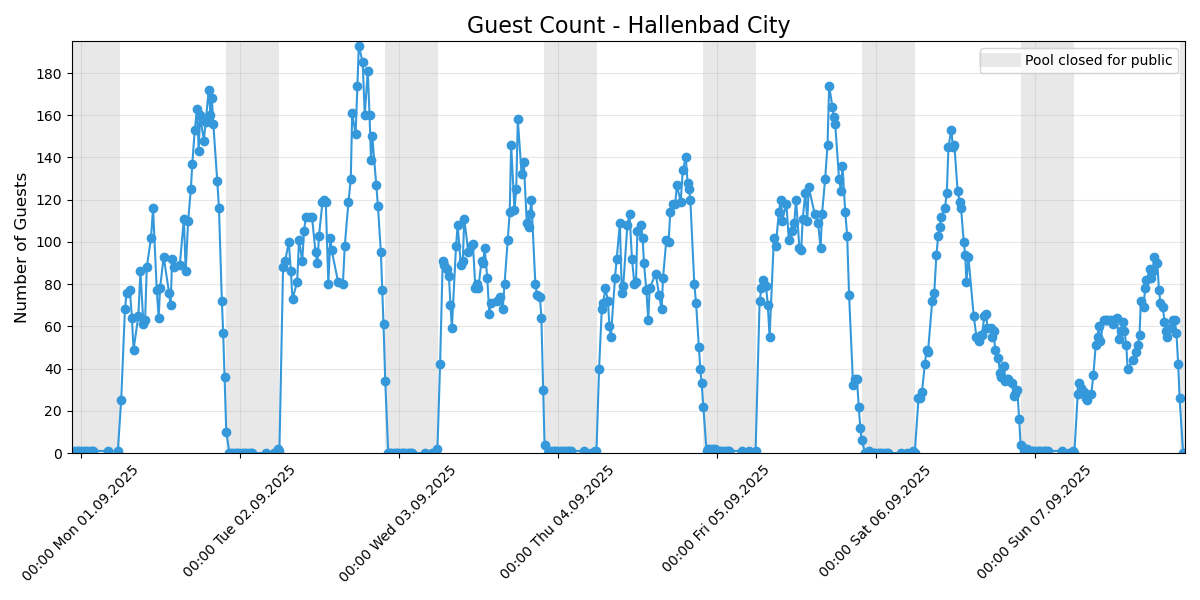 Guest Count - Hallenbad City
Pool closed for public
Number of Guests
180
160
140
120
100
80
60
40
20
0
00:00 Mon 01.09.2025
00:00 Tue 02.09.2025
00:00 Wed 03.09.2025
00:00 Thu 04.09.2025
00:00 Fri 05.09.2025
00:00 Sat 06.09.2025
00:00 Sun 07.09.2025